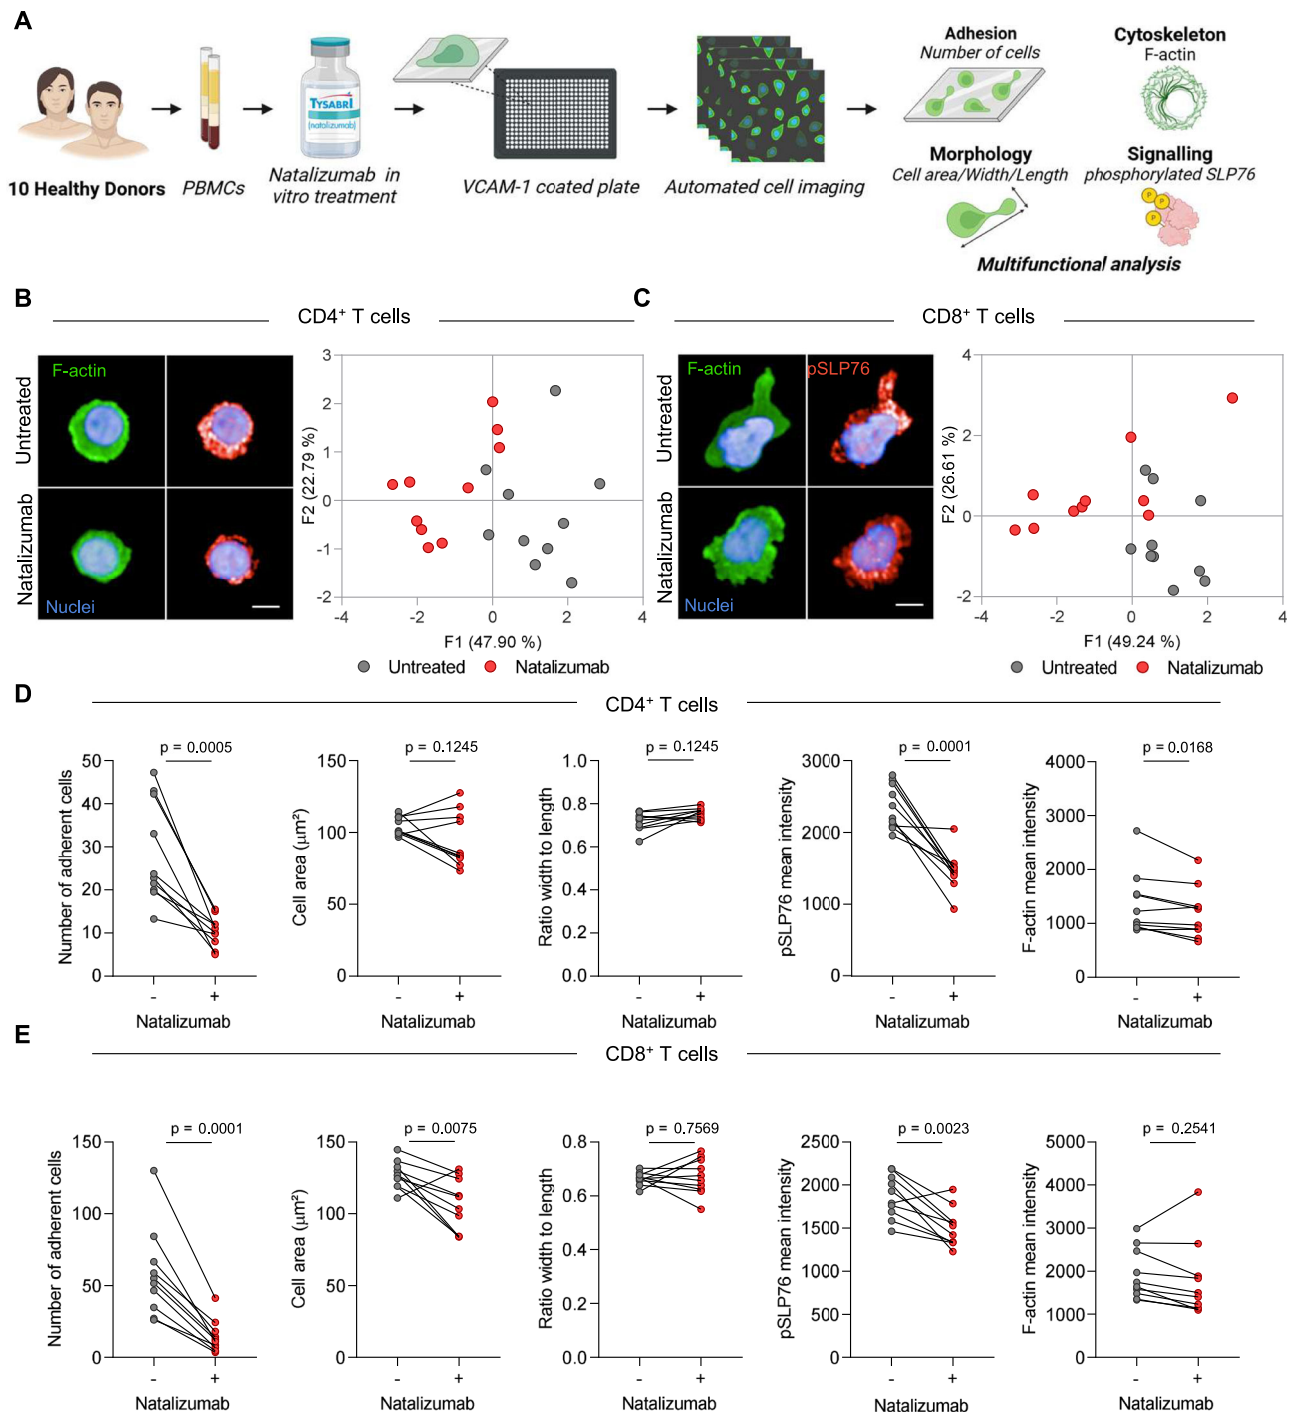 A
10 Healthy Donors
PBMCs
TYSABRI
(natalizumab)
Natalizumab in
vitro treatment
VCAM-1 coated plate
Automated cell imaging
Adhesion
Number of cells
Cytoskeleton
F-actin
Morphology
Cell area/Width/Length
Signalling
phosphorylated SLP76
P
P
P
Multifunctional analysis
B
CD4⁺ T cells
Untreated
Natalizumab
F-actin
Nuclei
F2 (22.79 %)
3
2
1
0
-1
-2
-4
-2
0
2
4
F1 (47.90 %)
Untreated
Natalizumab
C
CD8⁺ T cells
Untreated
Natalizumab
F-actin
pSLP76
Nuclei
F2 (26.61 %)
4
2
0
-2
-4
-2
0
2
4
F1 (49.24 %)
Untreated
Natalizumab
D
CD4⁺ T cells
p = 0.0005
Number of adherent cells
50
40
30
20
10
0
-
+
Natalizumab
p = 0.1245
Cell area (µm²)
150
100
50
0
-
+
Natalizumab
p = 0.1245
Ratio width to length
1.0
0.8
0.6
0.4
0.2
0.0
-
+
Natalizumab
p = 0.0001
pSLP76 mean intensity
3000
2000
1000
0
-
+
Natalizumab
p = 0.0168
F-actin mean intensity
4000
3000
2000
1000
0
-
+
Natalizumab
E
CD8⁺ T cells
p = 0.0001
Number of adherent cells
150
100
50
0
-
+
Natalizumab
p = 0.0075
Cell area (µm²)
150
100
50
0
-
+
Natalizumab
p = 0.7569
Ratio width to length
0.8
0.6
0.4
0.2
0.0
-
+
Natalizumab
p = 0.0023
pSLP76 mean intensity
2500
2000
1500
1000
500
0
-
+
Natalizumab
p = 0.2541
F-actin mean intensity
5000
4000
3000
2000
1000
0
-
+
Natalizumab